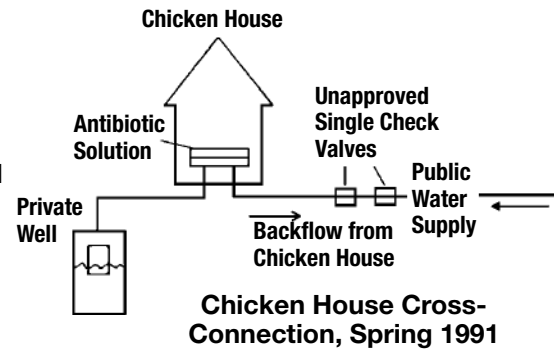 Chicken House
Antibiotic
Solution
Unapproved
Single Check
Valves
Public
Water
Supply
Private
Well
Backflow from
Chicken House
Chicken House Cross-
Connection, Spring 1991